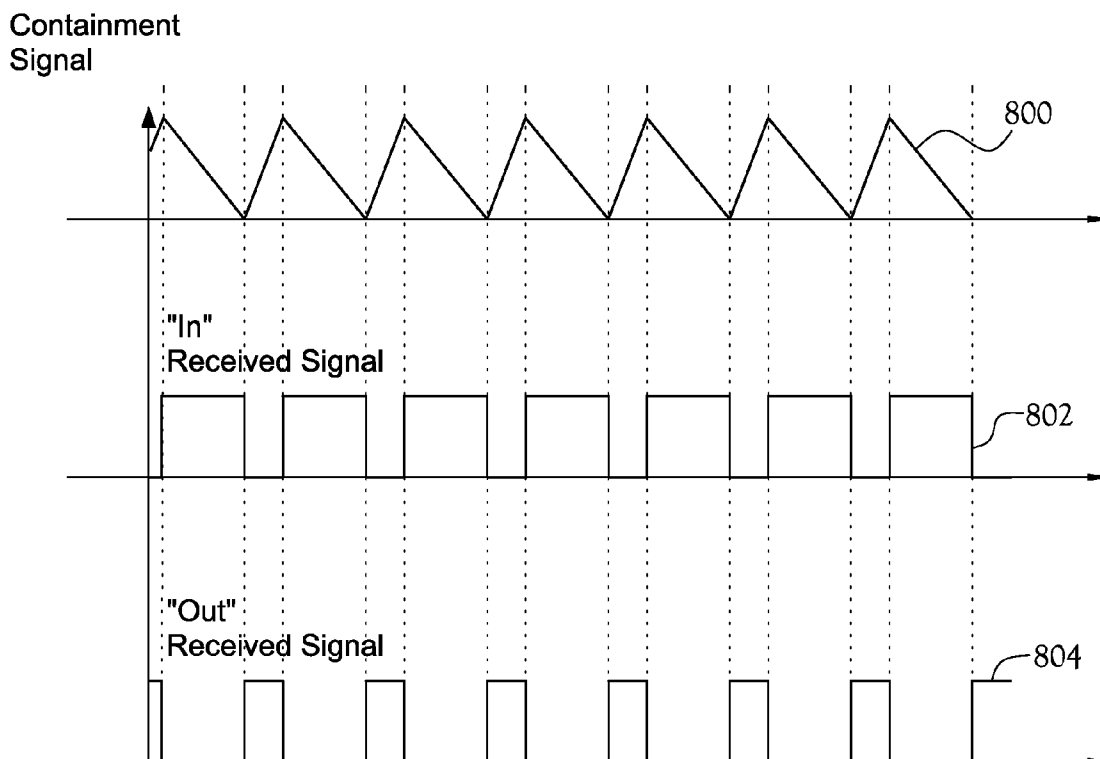 Containment
Signal
800
"In"
Received Signal
802
"Out"
Received Signal
804